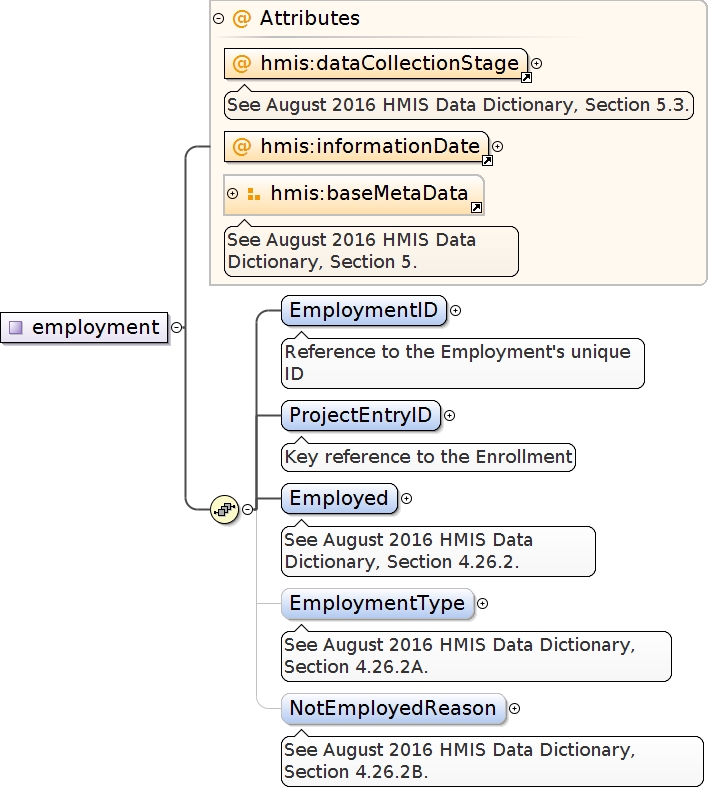 Attributes
@ hmis:dataCollectionStage
See August 2016 HMIS Data Dictionary, Section 5.3.
@ hmis:informationDate
hmis:baseMetaData
See August 2016 HMIS Data
Dictionary, Section 5.
employment
EmploymentID
Reference to the Employment's unique
ID
ProjectEntryID
Key reference to the Enrollment
Employed
See August 2016 HMIS Data
Dictionary, Section 4.26.2.
EmploymentType
See August 2016 HMIS Data Dictionary,
Section 4.26.2A.
NotEmployedReason
See August 2016 HMIS Data Dictionary,
Section 4.26.2B.